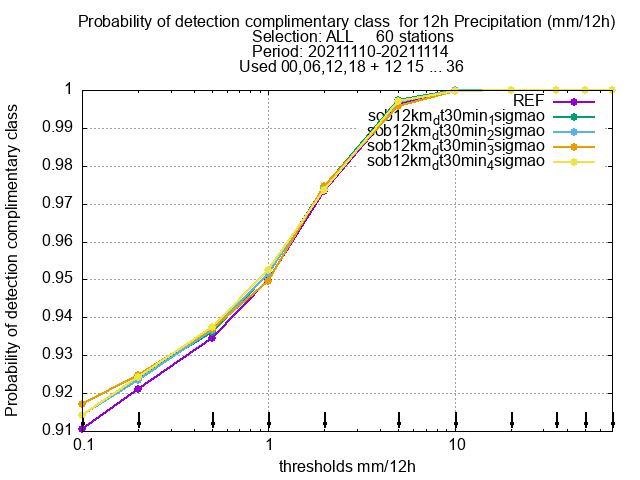 Probability of detection complimentary class  for 12h Precipitation (mm/12h)
Selection: ALL     60 stations
Period: 20211110-20211114
Used 00,06,12,18 + 12 15 ... 36
Probability of detection complimentary class
1
0.99
0.98
0.97
0.96
0.95
0.94
0.93
0.92
0.91
REF
sob12km_dt30min_1sigmao
sob12km_dt30min_2sigmao
sob12km_dt30min_3sigmao
sob12km_dt30min_4sigmao
0.1 1 10
thresholds mm/12h